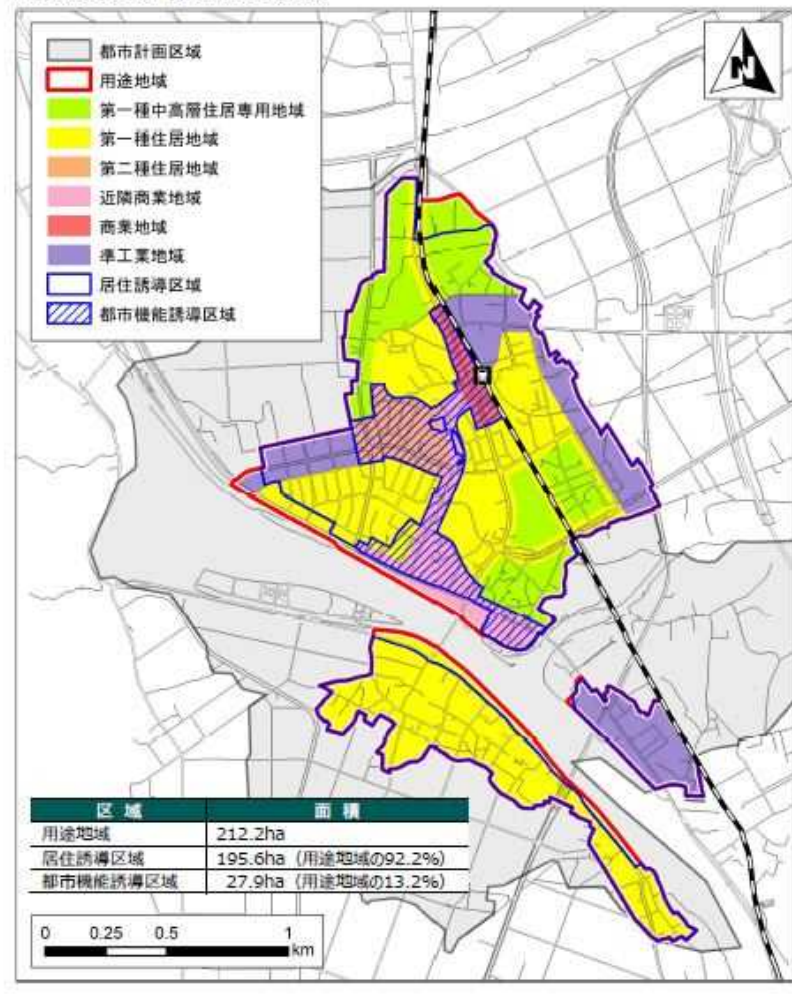 N
都市計画区域
用途地域
第一種中高層住居専用地域
第一種住居地域
第二種住居地域
近隣商業地域
商業地域
準工業地域
居住誘導区域
都市機能誘導区域
区域 面積
用途地域 212.2ha
居住誘導区域 195.6ha（用途地域の92.2%）
都市機能誘導区域 27.9ha（用途地域の13.2%）
0 0.25 0.5 1
km